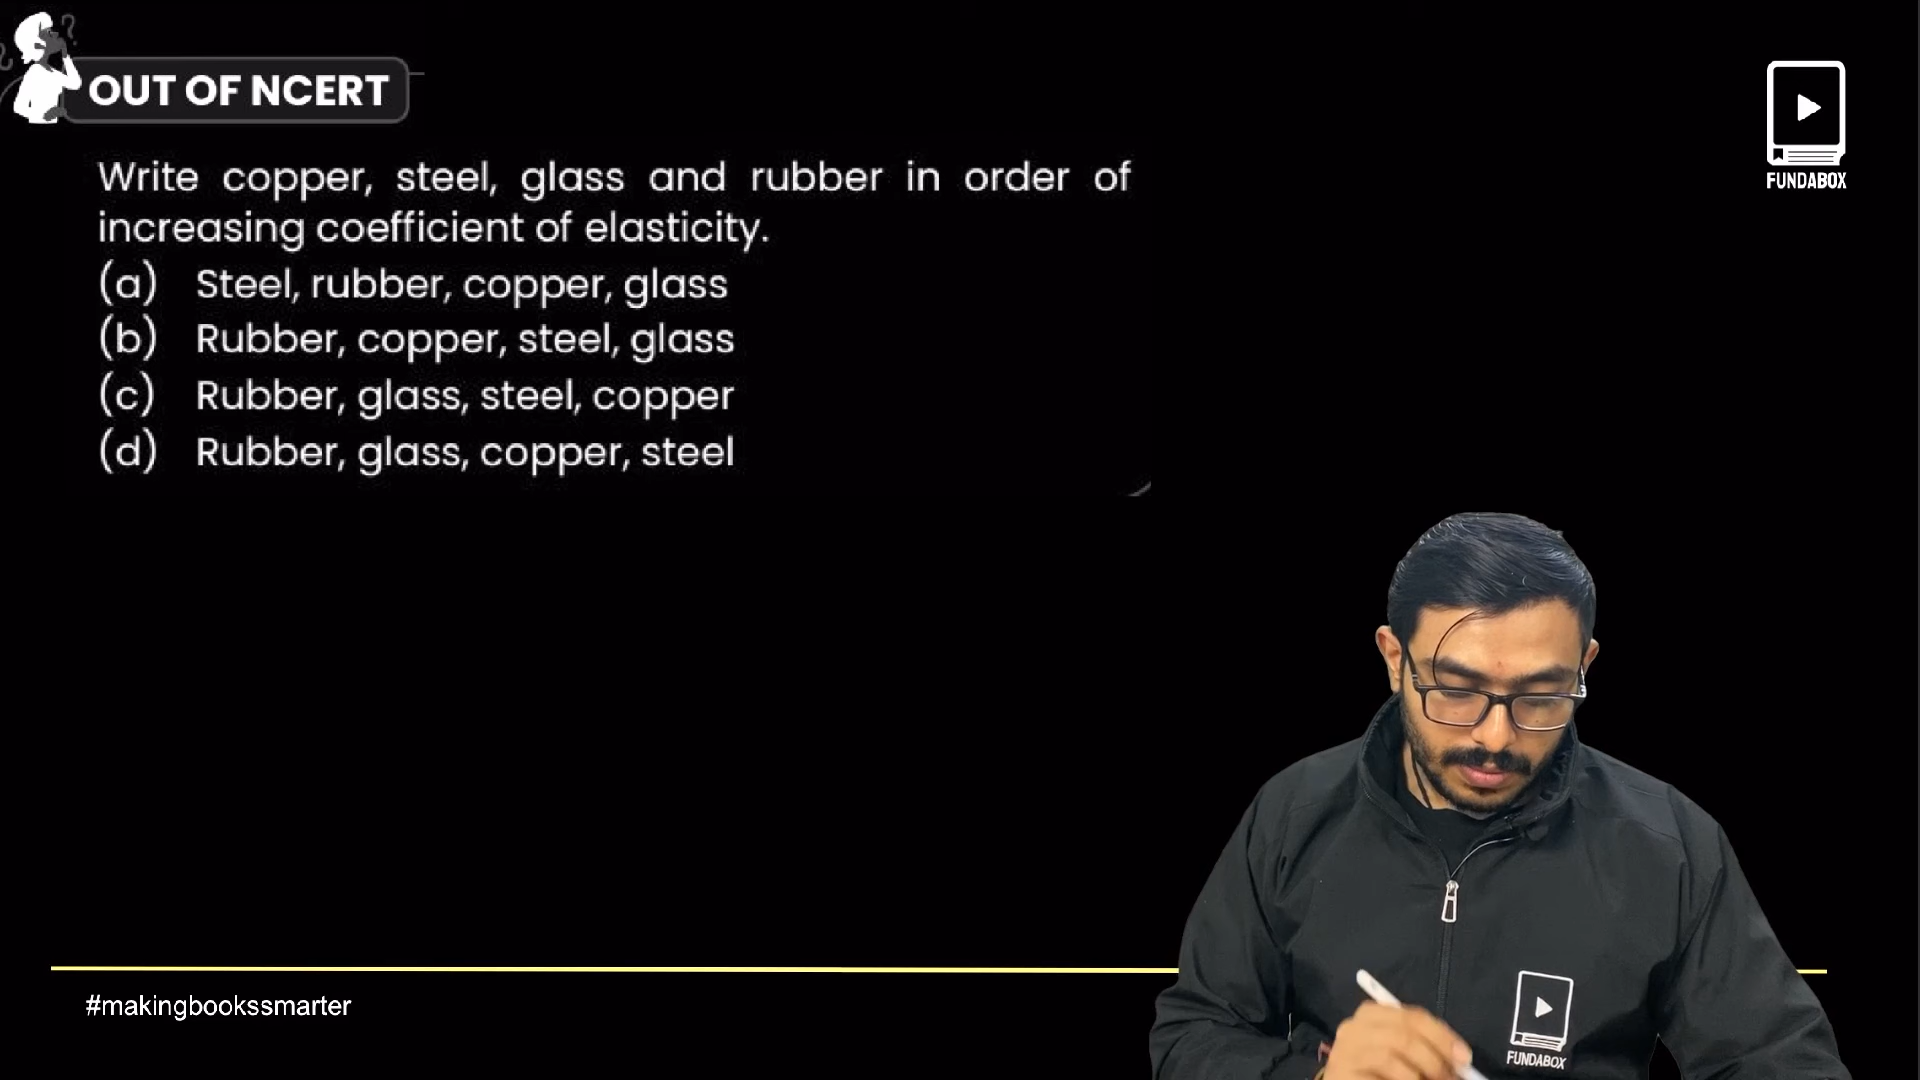 OUT OF NCERT
FUNDABOX
Write copper, steel, glass and rubber in order of
increasing coefficient of elasticity.
(a) Steel, rubber, copper, glass
(b) Rubber, copper, steel, glass
(c) Rubber, glass, steel, copper
(d) Rubber, glass, copper, steel
#makingbookssmarter
FUNDABOX